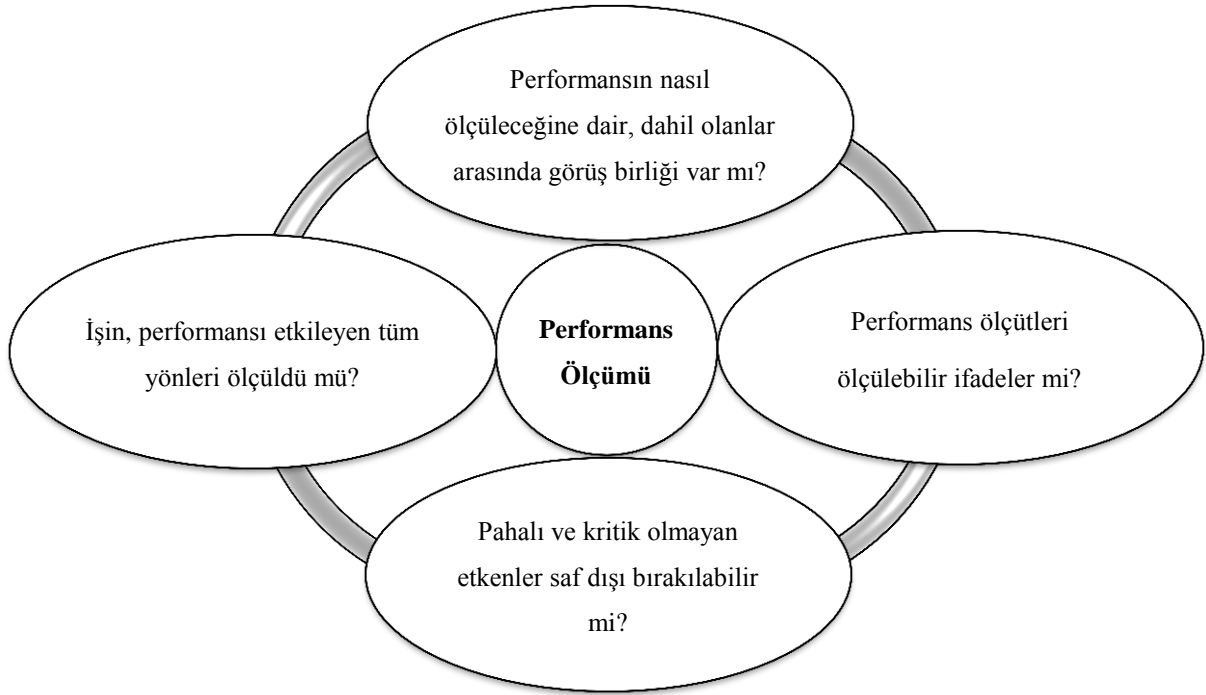 Performansın nasıl
ölçüleceğine dair, dahil olanlar
arasında görüş birliği var mı?
İşin, performansı etkileyen tüm
yönleri ölçüldü mü?
Performans
Ölçümü
Performans ölçütleri
ölçülebilir ifadeler mi?
Pahalı ve kritik olmayan
etkenler saf dışı bırakılabilir
mi?